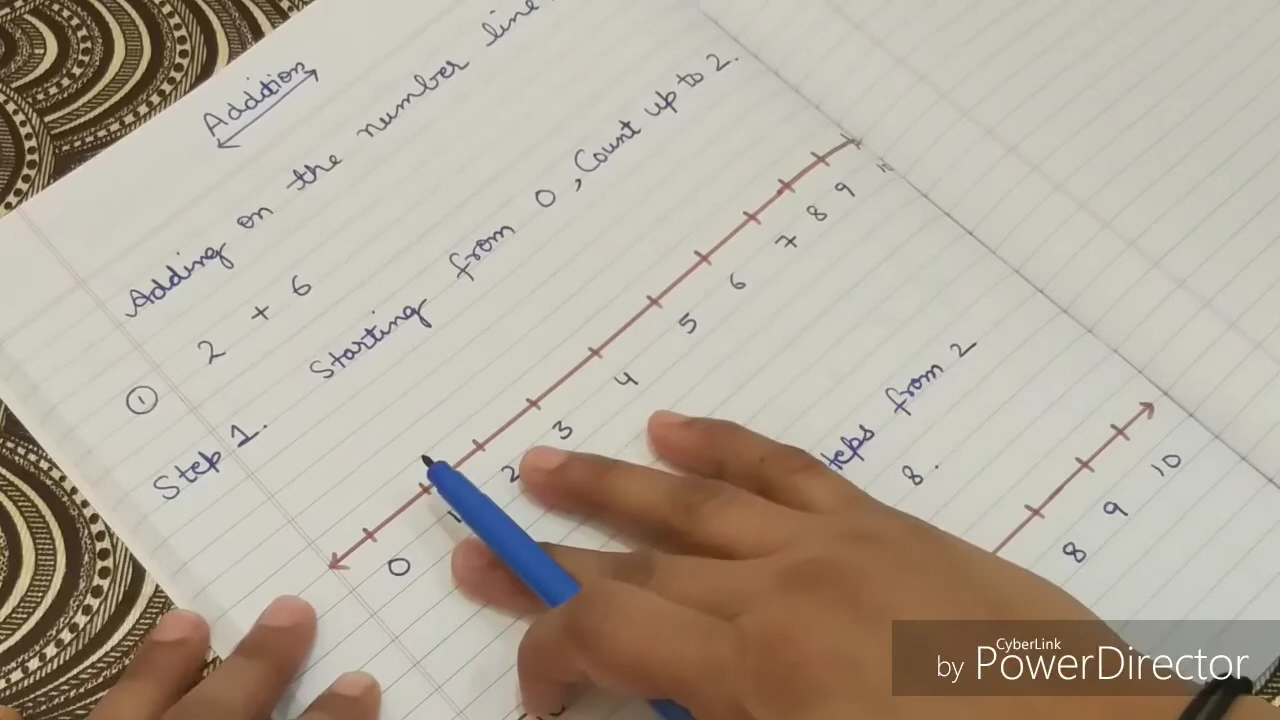 Addition
Adding on the number line
① 2 + 6
Step 1. Starting from 0, Count up to 2.
0 1 2 3 4 5 6 7 8 9 10
steps from 2
8.
8 9 10
CyberLink
by PowerDirector